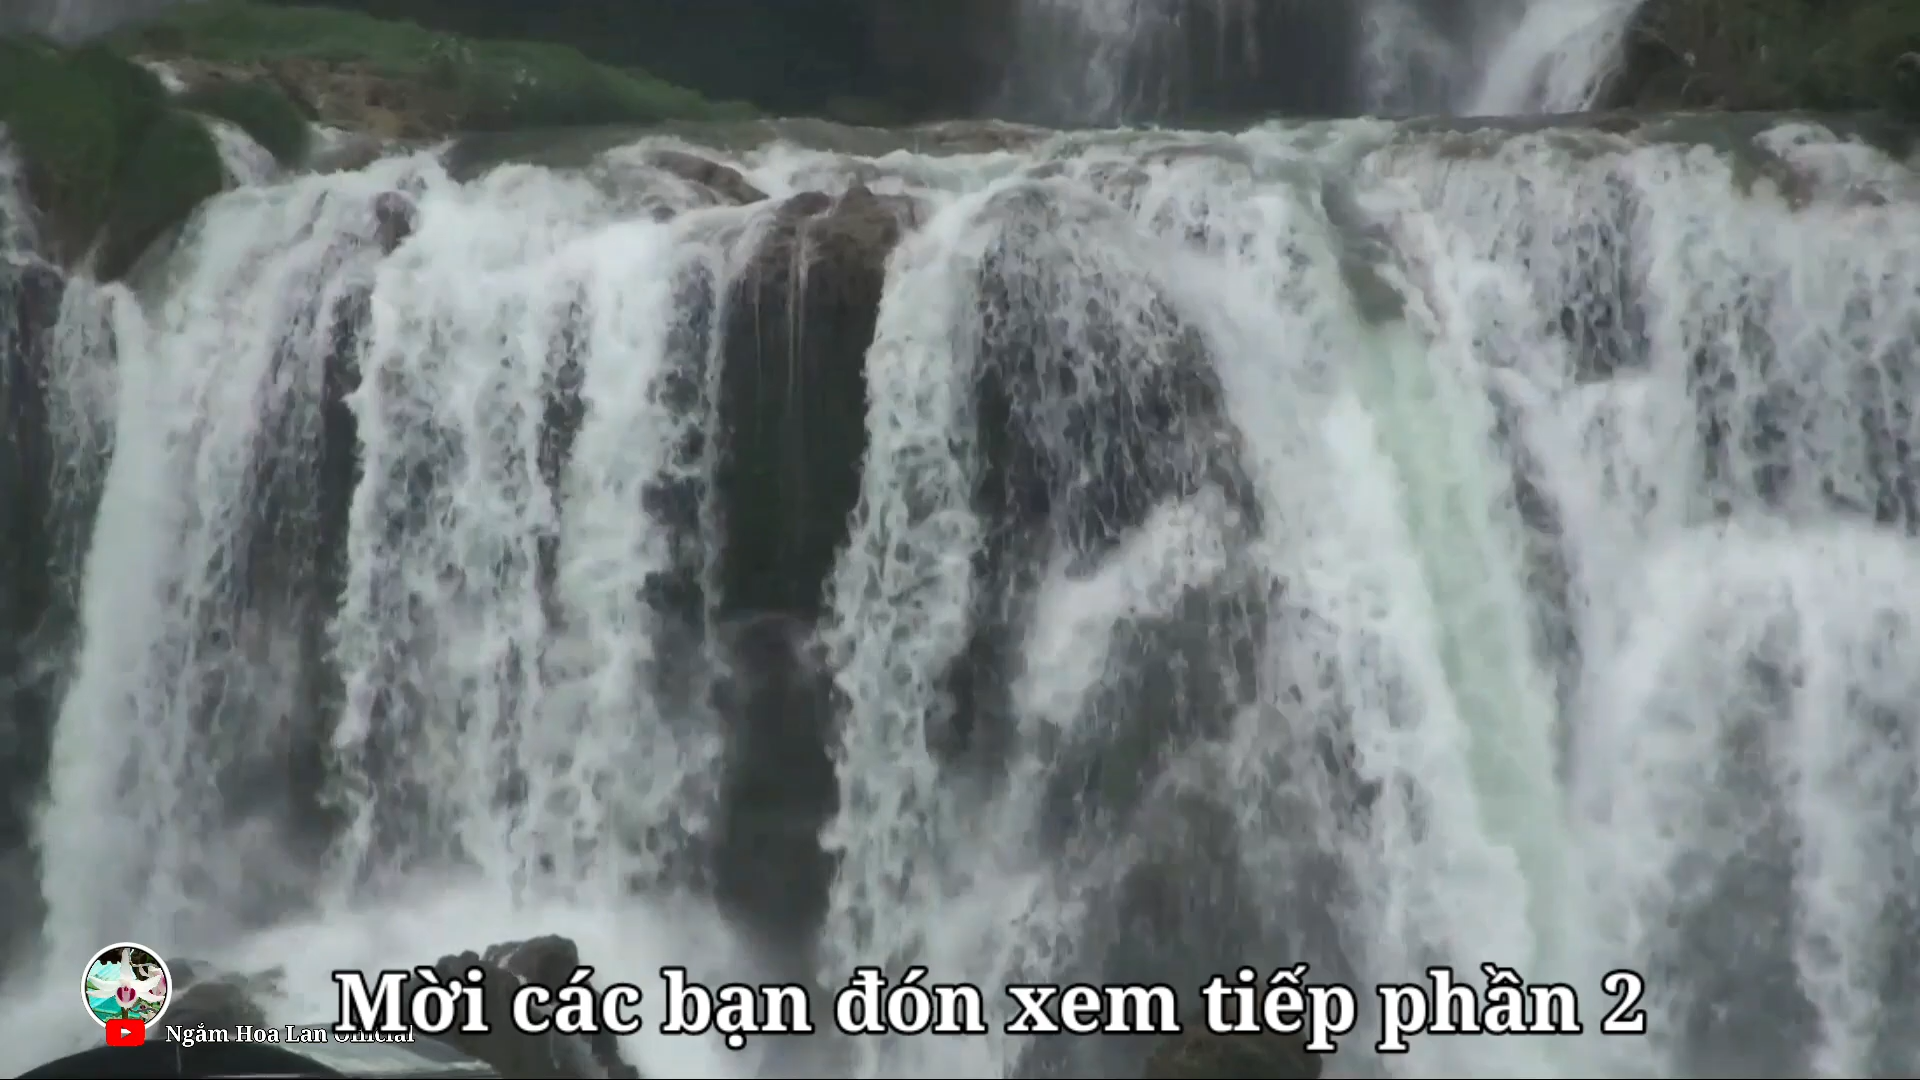 Mời các bạn đón xem tiếp phần 2
Ngắm Hoa Lan Official